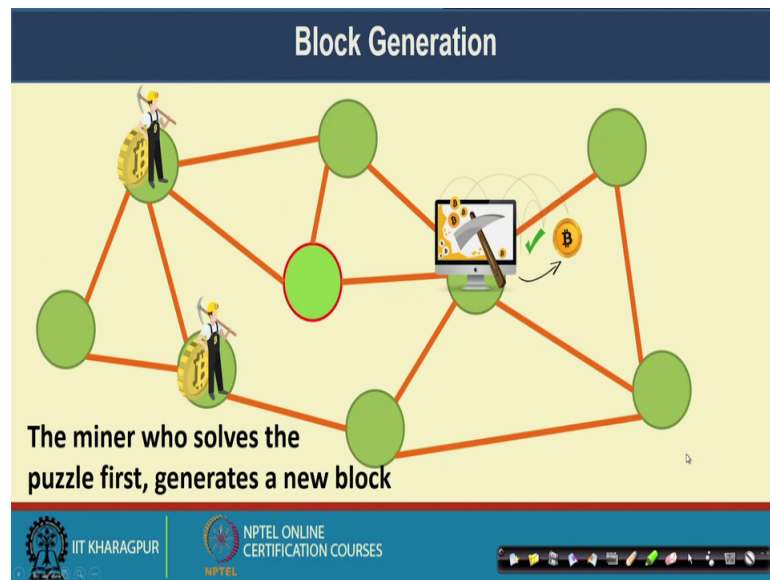 Block Generation
The miner who solves the
puzzle first, generates a new block
IIT KHARAGPUR
NPTEL
NPTEL ONLINE
CERTIFICATION COURSES